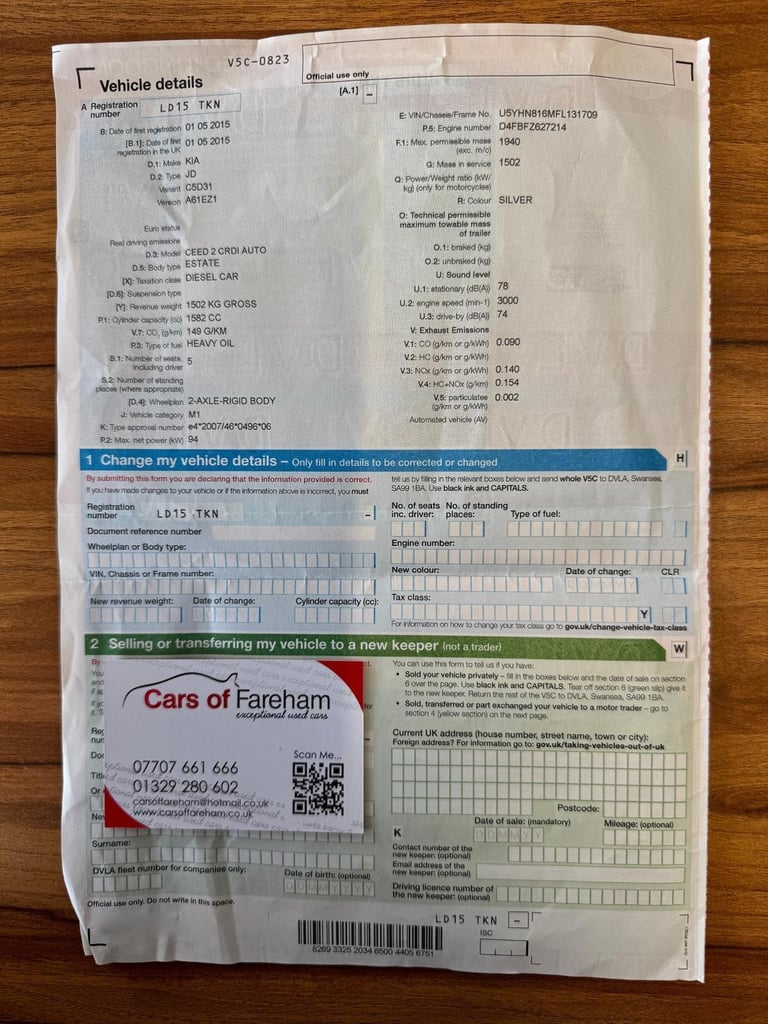 V5C-0823
Official use only
Vehicle details
[A.1] –
A Registration number LD15 TKN
B: Date of first registration 01 05 2015
[B.1]: Date of first registration in the UK 01 05 2015
D.1: Make KIA
D.2: Type JD
Variant C5D31
Version A61EZ1
Euro status
Real driving emissions
D.3: Model CEED 2 CRDI AUTO
D.5: Body type ESTATE
[X]: Taxation class DIESEL CAR
[D.6]: Suspension type
[Y]: Revenue weight 1502 KG GROSS
P.1: Cylinder capacity (cc) 1582 CC
V.7: CO₂ (g/km) 149 G/KM
P.3: Type of fuel HEAVY OIL
S.1: Number of seats, including driver 5
S.2: Number of standing places (where appropriate)
[D.4]: Wheelplan 2-AXLE-RIGID BODY
J: Vehicle category M1
K: Type approval number e4*2007/46*0496*06
P.2: Max. net power (kW) 94
E: VIN/Chassis/Frame No. U5YHN816MFL131709
P.5: Engine number D4FBFZ627214
F.1: Max. permissible mass (exc. m/c) 1940
G: Mass in service 1502
Q: Power/Weight ratio (kW/kg) (only for motorcycles)
R: Colour SILVER
O: Technical permissible maximum towable mass of trailer
O.1: braked (kg)
O.2: unbraked (kg)
U: Sound level
U.1: stationary (dB(A)) 78
U.2: engine speed (min-1) 3000
U.3: drive-by (dB(A)) 74
V: Exhaust Emissions
V.1: CO (g/km or g/kWh) 0.090
V.2: HC (g/km or g/kWh)
V.3: NOx (g/km or g/kWh) 0.140
V.4: HC+NOx (g/km) 0.154
V.5: particulates (g/km or g/kWh) 0.002
Automated vehicle (AV)
1 Change my vehicle details – Only fill in details to be corrected or changed H
By submitting this form you are declaring that the information provided is correct.
If you have made changes to your vehicle or if the information above is incorrect, you must
tell us by filling in the relevant boxes below and send whole V5C to DVLA, Swansea,
SA99 1BA. Use black ink and CAPITALS.
Registration number LD15 TKN –
Document reference number
Wheelplan or Body type:
VIN, Chassis or Frame number:
New revenue weight: Date of change: Cylinder capacity (cc):
No. of seats inc. driver: No. of standing places: Type of fuel:
Engine number:
New colour: Date of change: CLR
Tax class:
Y
For information on how to change your tax class go to gov.uk/change-vehicle-tax-class
2 Selling or transferring my vehicle to a new keeper (not a trader) W
By
You
Cars of Fareham
exceptional used cars
07707 661 666
01329 280 602
carsoffareham@hotmail.co.uk
www.carsoffareham.co.uk
Scan Me...
Surname:
DVLA fleet number for companies only: Date of birth: (optional)
D D M M Y Y Y Y
Official use only. Do not write in this space.
You can use this form to tell us if you have:
• Sold your vehicle privately – fill in the boxes below and the date of sale on section
6 over the page. Use black ink and CAPITALS. Tear off section 6 (green slip) give it
to the new keeper. Return the rest of the V5C to DVLA, Swansea, SA99 1BA.
• Sold, transferred or part exchanged your vehicle to a motor trader – go to
section 4 (yellow section) on the next page.
Current UK address (house number, street name, town or city):
Foreign address? For information go to: gov.uk/taking-vehicles-out-of-uk
Postcode:
Date of sale: (mandatory) Mileage: (optional)
K D D M M Y Y
Contact number of the new keeper: (optional)
Email address of the new keeper: (optional)
Driving licence number of the new keeper: (optional)
LD15 TKN –
ISC
8269 3325 2034 6500 4405 6751